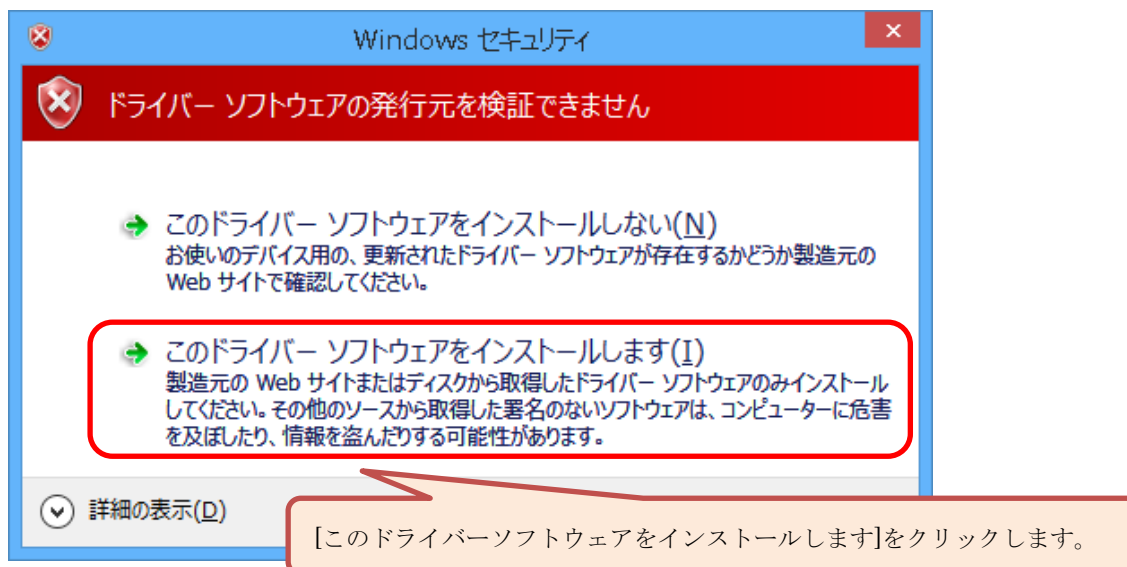 Windows セキュリティ
ドライバー ソフトウェアの発行元を検証できません
このドライバー ソフトウェアをインストールしない(N)
お使いのデバイス用の、更新されたドライバー ソフトウェアが存在するかどうか製造元の
Web サイトで確認してください。
このドライバー ソフトウェアをインストールします(I)
製造元の Web サイトまたはディスクから取得したドライバー ソフトウェアのみインストール
してください。その他のソースから取得した署名のないソフトウェアは、コンピューターに危害
を及ぼしたり、情報を盗んだりする可能性があります。
詳細の表示(D)
[このドライバーソフトウェアをインストールします]をクリックします。